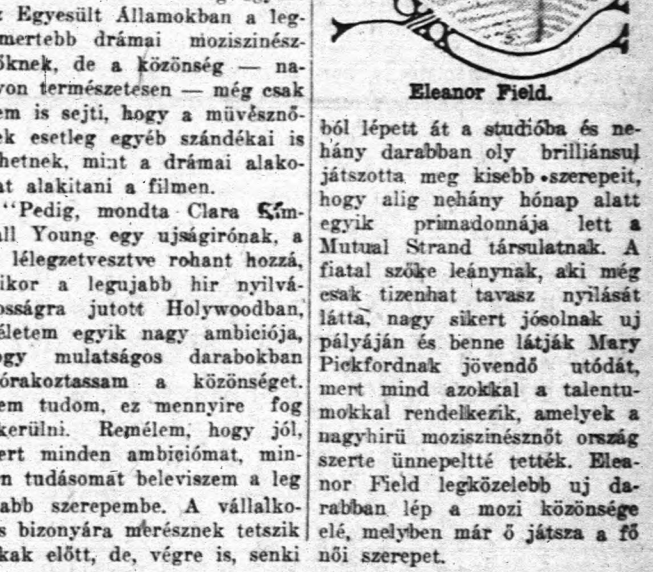 Egyesült Államokban a leg-
mertebb drámai moziszinész-
őknek, de a közönség — na-
yon természetesen — még csak
em is sejti, hogy a müvésznő-
ek esetleg egyéb szándékai is
hetnek, mint a drámai alako-
at alakitani a filmen.
"Pedig, mondta Clara Kim-
all Young egy ujságirónak, a
lélegzetvesztve rohant hozzá,
ikor a legujabb hir nyilvá-
osságra jutott Holywoodban,
életem egyik nagy ambiciója,
ogy mulatságos darabokban
órakoztassam a közönséget.
em tudom, ez mennyire fog
kerülni. Remélem, hogy jól,
ert minden ambiciómat, min-
n tudásomat beleviszem a leg
abb szerepembe. A vállalko-
s bizonyára merésznek tetszik
kak előtt, de, végre is, senki
Eleanor Field.
ból lépett át a studióba és ne-
hány darabban oly brilliánsul
játszotta meg kisebb szerepeit,
hogy alig nehány hónap alatt
egyik primadonnája lett a
Mutual Strand társulatnak. A
fiatal szőke leánynak, aki még
csak tizenhat tavasz nyilását
látta, nagy sikert jósolnak uj
pályáján és benne látják Mary
Pickfordnak jövendő utódát,
mert mind azokkal a talentu-
mokkal rendelkezik, amelyek a
nagyhirü moziszinésznőt ország
szerte ünnepeltté tették. Elea-
nor Field legközelebb uj da-
rabban lép a mozi közönsége
elé, melyben már ő játsza a fő
női szerepet.